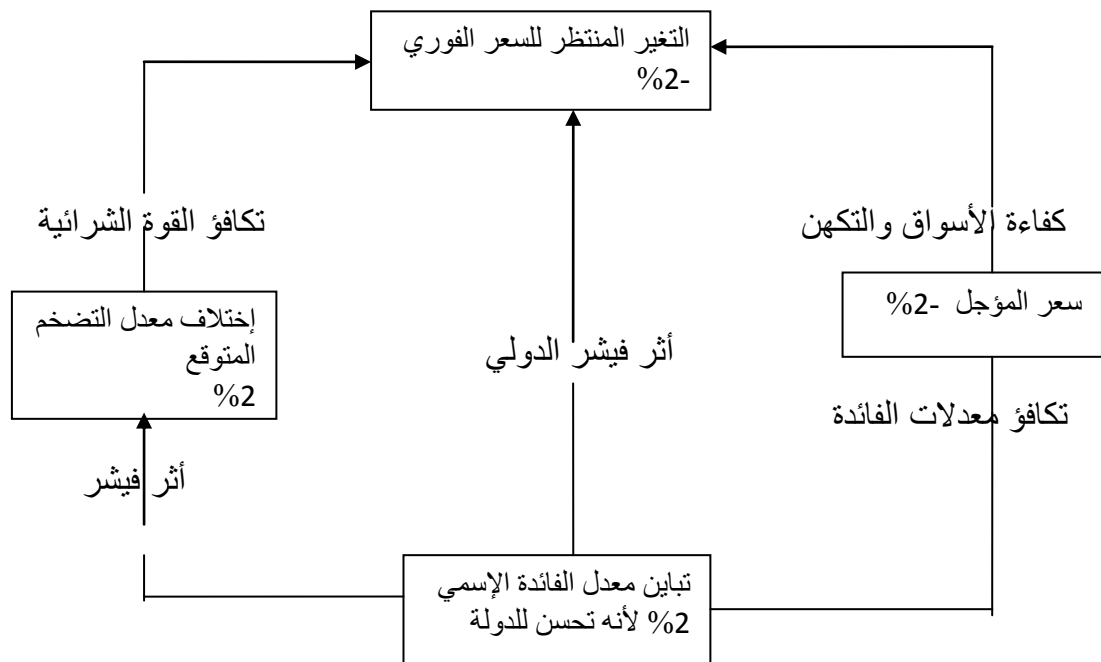 التغير المنتظر للسعر الفوري
%2-
تكافؤ القوة الشرائية
كفاءة الأسواق والتكهن
إختلاف معدل التضخم
المتوقع
%2
سعر المؤجل -2%
أثر فيشر الدولي
تكافؤ معدلات الفائدة
أثر فيشر
تباين معدل الفائدة الإسمي
2% لأنه تحسن للدولة